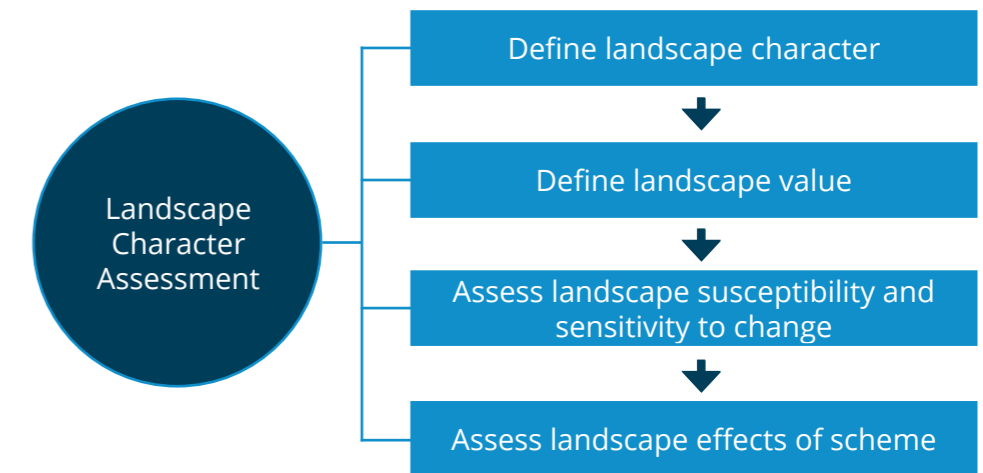 Landscape
Character
Assessment
Define landscape character
Define landscape value
Assess landscape susceptibility and
sensitivity to change
Assess landscape effects of scheme